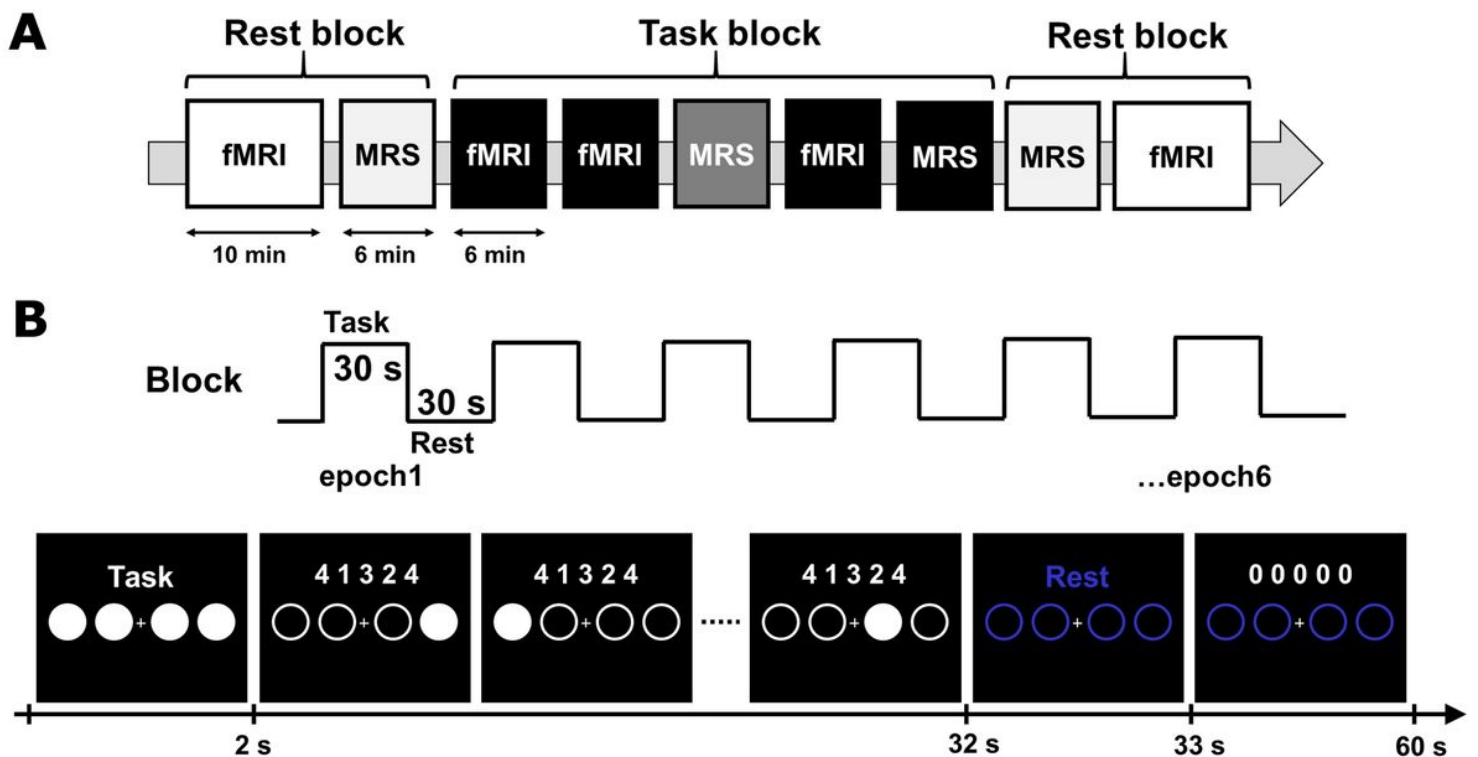 A
Rest block Task block Rest block
fMRI MRS fMRI fMRI MRS fMRI MRS MRS fMRI
10 min 6 min 6 min
B
Task
Block 30 s
30 s
Rest
epoch1 ...epoch6
Task 4 1 3 2 4 4 1 3 2 4 4 1 3 2 4 Rest 0 0 0 0 0
+ + + ..... + + +
2 s 32 s 33 s 60 s